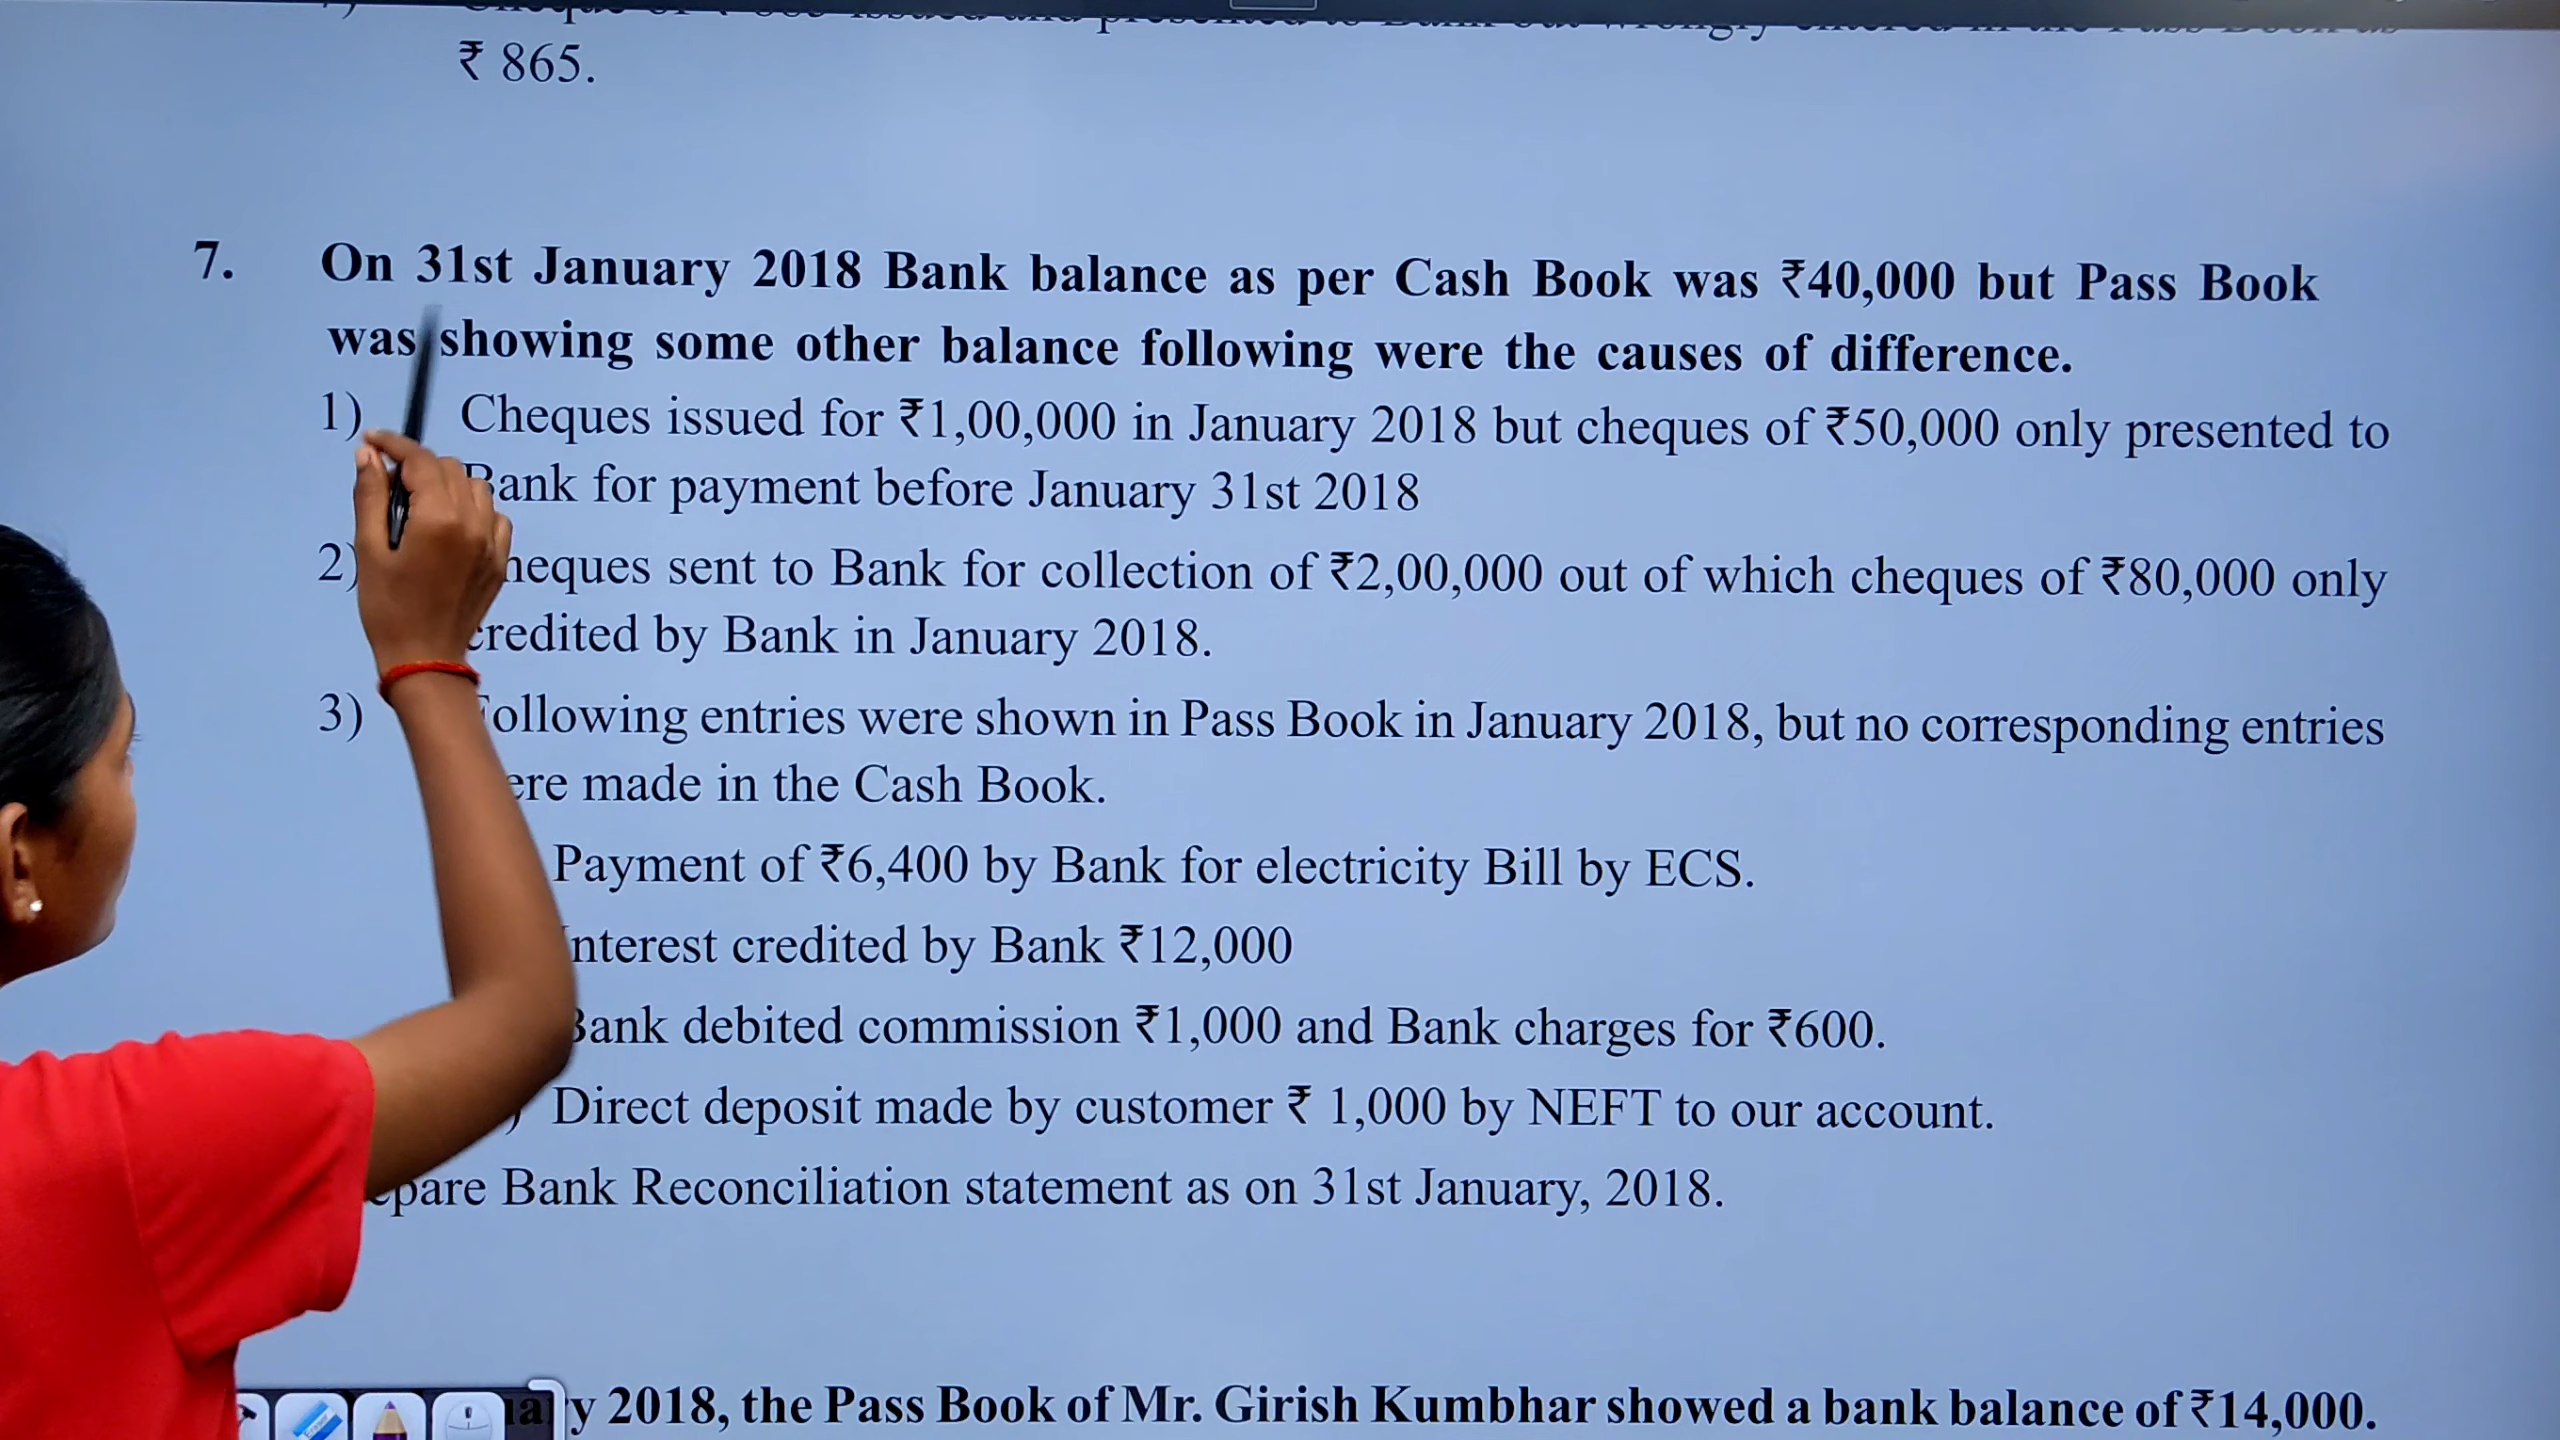 ₹ 865.
7. On 31st January 2018 Bank balance as per Cash Book was ₹40,000 but Pass Book
was showing some other balance following were the causes of difference.
1) Cheques issued for ₹1,00,000 in January 2018 but cheques of ₹50,000 only presented to
Bank for payment before January 31st 2018
2) heques sent to Bank for collection of ₹2,00,000 out of which cheques of ₹80,000 only
credited by Bank in January 2018.
3) ollowing entries were shown in Pass Book in January 2018, but no corresponding entries
ere made in the Cash Book.
Payment of ₹6,400 by Bank for electricity Bill by ECS.
nterest credited by Bank ₹12,000
Bank debited commission ₹1,000 and Bank charges for ₹600.
) Direct deposit made by customer ₹ 1,000 by NEFT to our account.
epare Bank Reconciliation statement as on 31st January, 2018.
y 2018, the Pass Book of Mr. Girish Kumbhar showed a bank balance of ₹14,000.